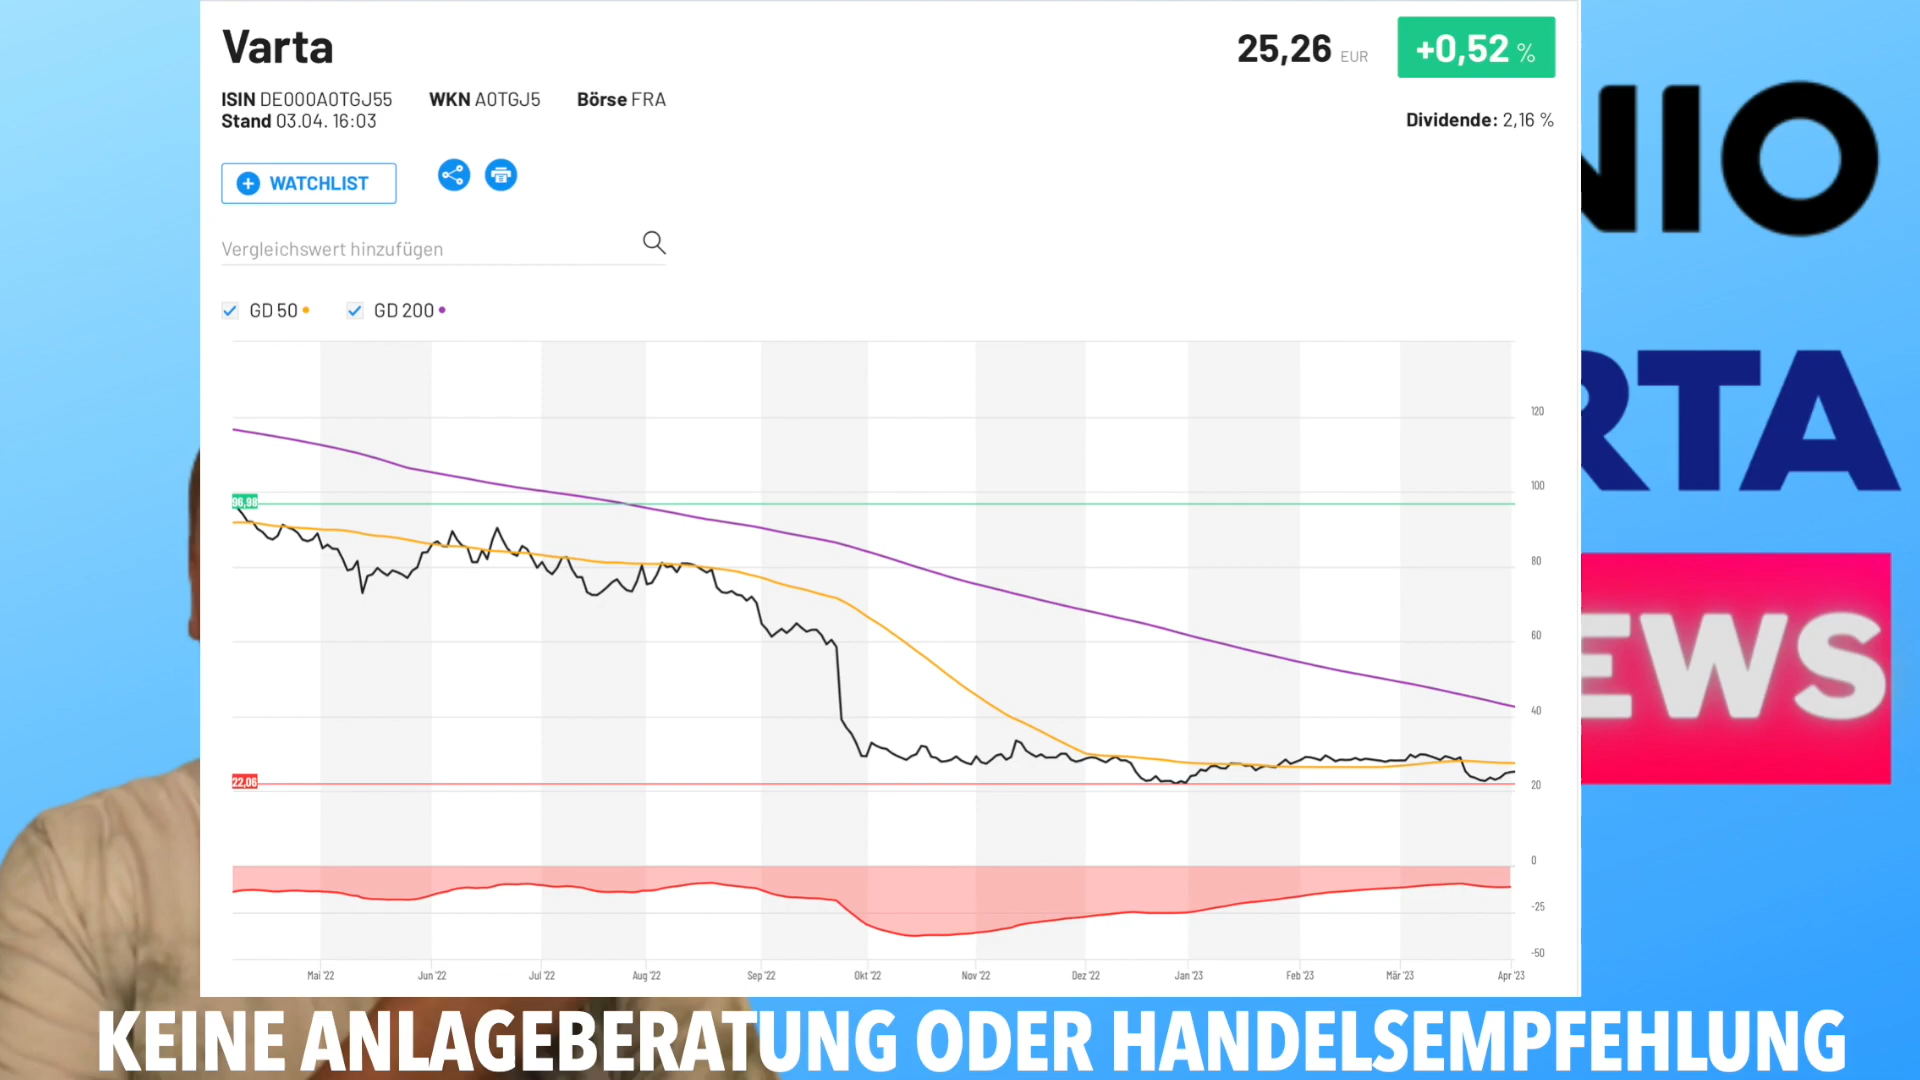 Varta
25,26 EUR
+0,52 %
ISIN DE000A0TGJ55 WKN A0TGJ5 Börse FRA
Stand 03.04. 16:03
Dividende: 2,16 %
WATCHLIST
Vergleichswert hinzufügen
GD 50 GD 200
120
100
96,98
80
60
40
22,06
20
0
-25
-50
Mai '22 Jun '22 Jul '22 Aug '22 Sep '22 Okt '22 Nov '22 Dez '22 Jan '23 Feb '23 Mär '23 Apr '23
NIO
RTA
EWS
KEINE ANLAGEBERATUNG ODER HANDELSEMPFEHLUNG